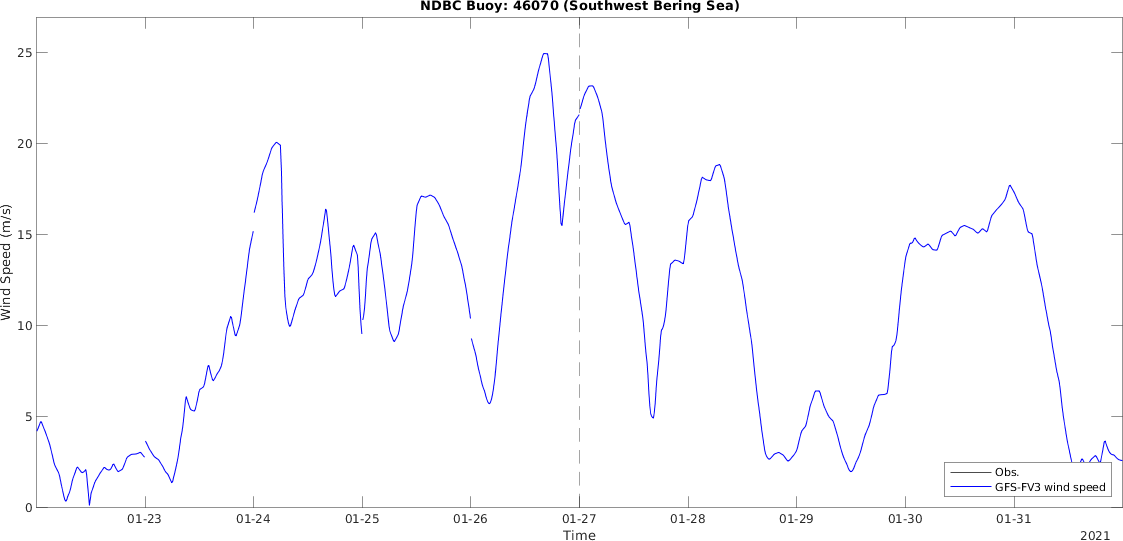 NDBC Buoy: 46070 (Southwest Bering Sea)
25
20
15
10
5
0
Wind Speed (m/s)
Obs.
GFS-FV3 wind speed
01-23 01-24 01-25 01-26 01-27 01-28 01-29 01-30 01-31
Time
2021